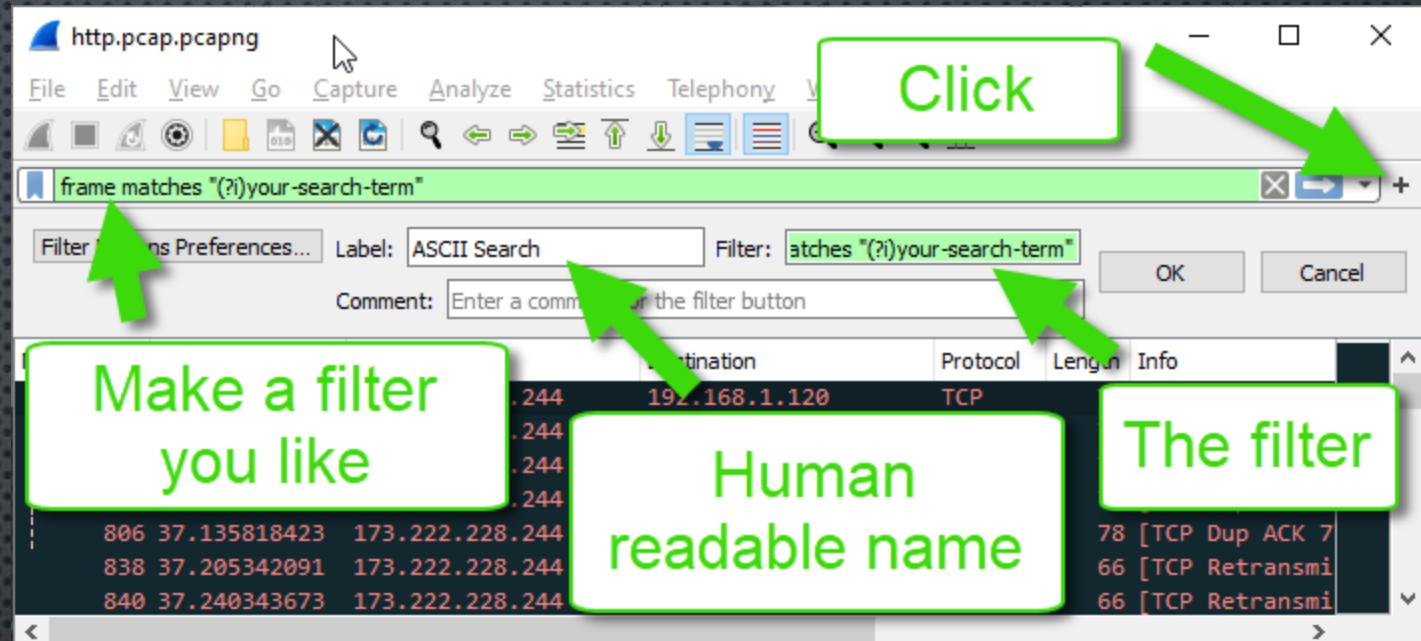 http.pcap.pcapng
File Edit View Go Capture Analyze Statistics Telephony
Click
frame matches "(?i)your-search-term"
+
Filter ns Preferences... Label: ASCII Search Filter: atches "(?i)your-search-term"
OK Cancel
Comment: Enter a comm or the filter button
tination Protocol Length Info
.244 192.168.1.120 TCP
.244
.244
.244
Make a filter
you like
Human
readable name
The filter
806 37.135818423 173.222.228.244 78 [TCP Dup ACK 7
838 37.205342091 173.222.228.244 66 [TCP Retransmi
840 37.240343673 173.222.228.244 66 [TCP Retransmi